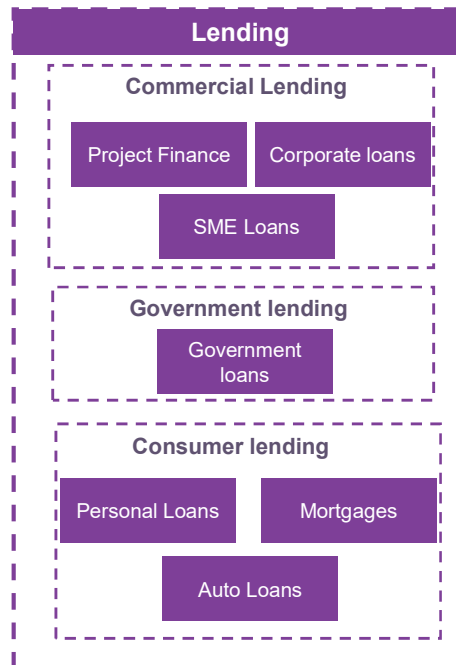 Lending
Commercial Lending
Project Finance
Corporate loans
SME Loans
Government lending
Government
loans
Consumer lending
Personal Loans
Mortgages
Auto Loans